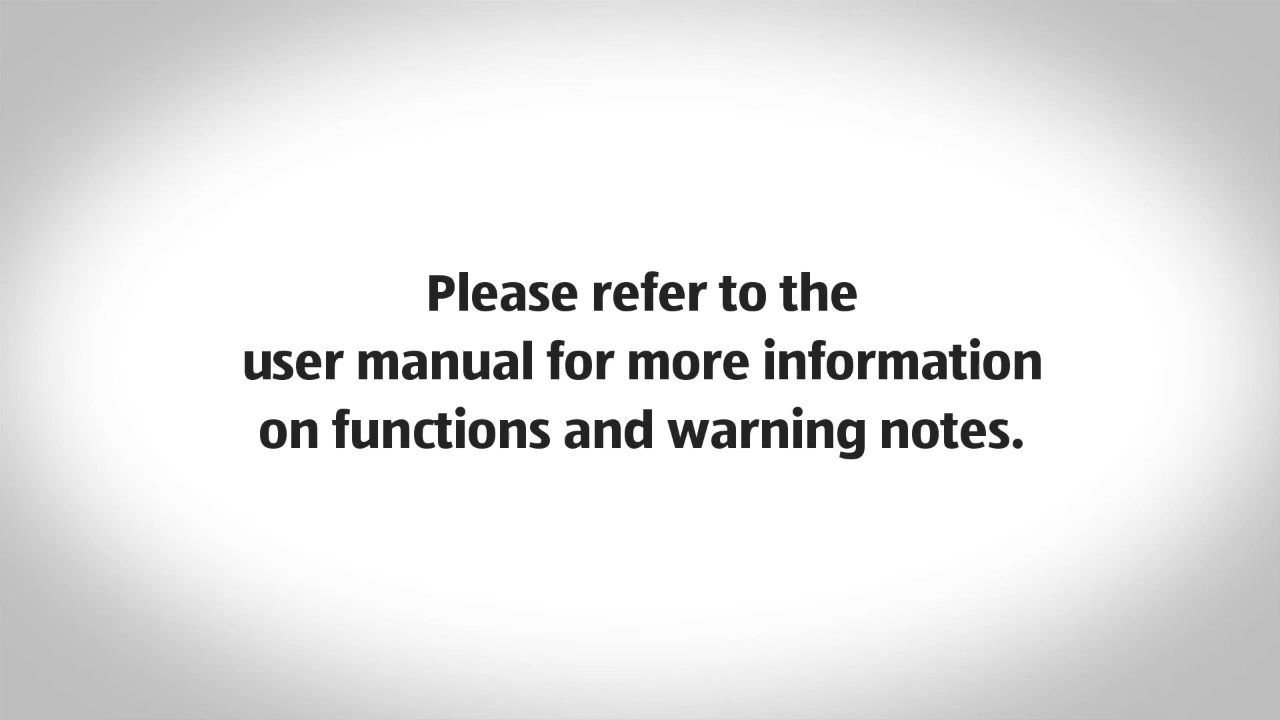 Please refer to the
user manual for more information
on functions and warning notes.